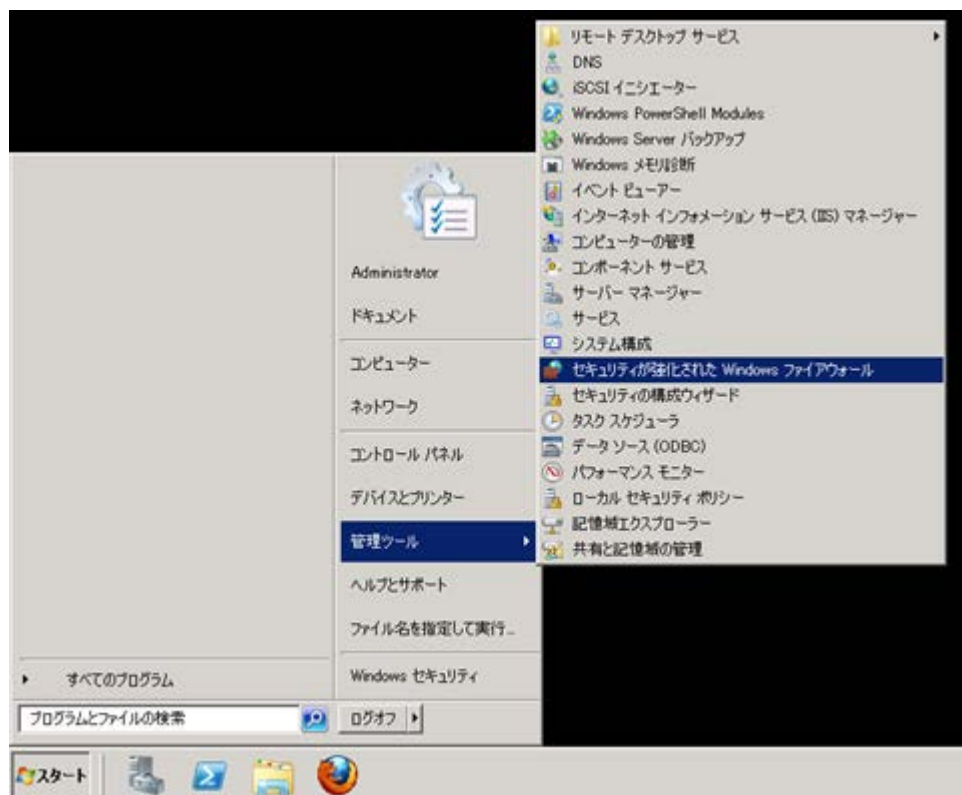 リモート デスクトップ サービス
DNS
iSCSI イニシエーター
Windows PowerShell Modules
Windows Server バックアップ
Windows メモリ診断
イベント ビューアー
インターネット インフォメーション サービス (IIS) マネージャー
コンピューターの管理
コンポーネント サービス
サーバー マネージャー
サービス
システム構成
セキュリティが強化された Windows ファイアウォール
セキュリティの構成ウィザード
タスク スケジューラ
データ ソース (ODBC)
パフォーマンス モニター
ローカル セキュリティ ポリシー
記憶域エクスプローラー
共有と記憶域の管理
Administrator
ドキュメント
コンピューター
ネットワーク
コントロール パネル
デバイスとプリンター
管理ツール
ヘルプとサポート
ファイル名を指定して実行...
Windows セキュリティ
すべてのプログラム
プログラムとファイルの検索
ログオフ
スタート